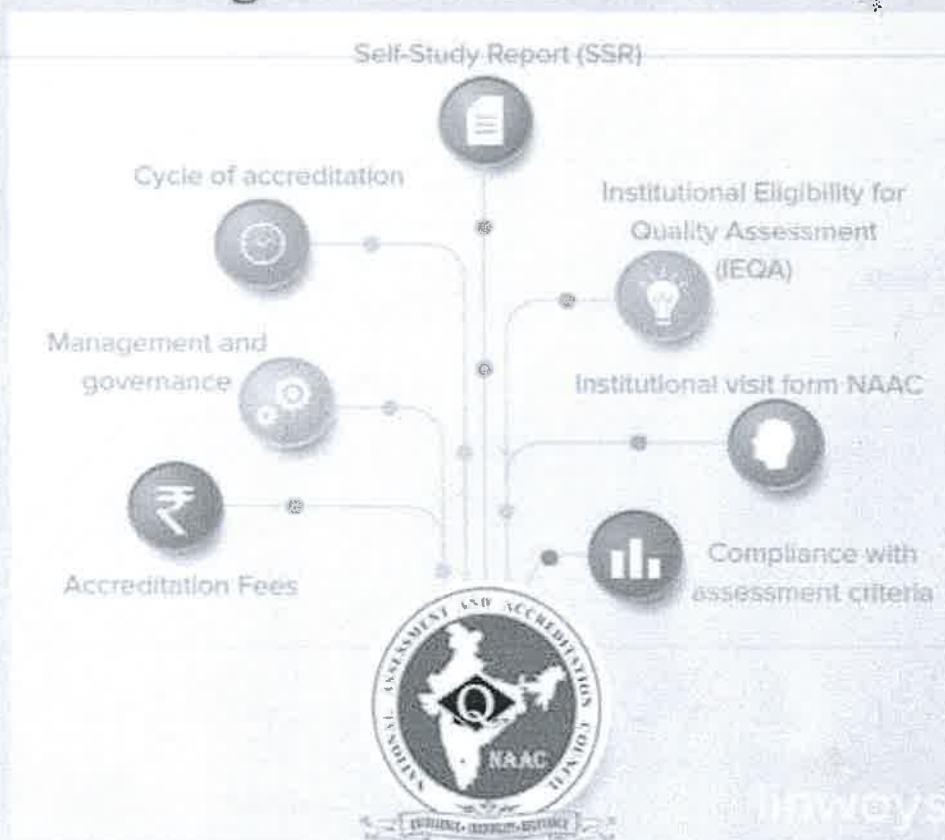 Self-Study Report (SSR)
Cycle of accreditation
Institutional Eligibility for
Quality Assessment
(IEQA)
Management and
governance
Institutional visit form NAAC
₹
Accreditation Fees
Compliance with
assessment criteria
NATIONAL ASSESSMENT AND ACCREDITATION COUNCIL
Q
NAAC
linways